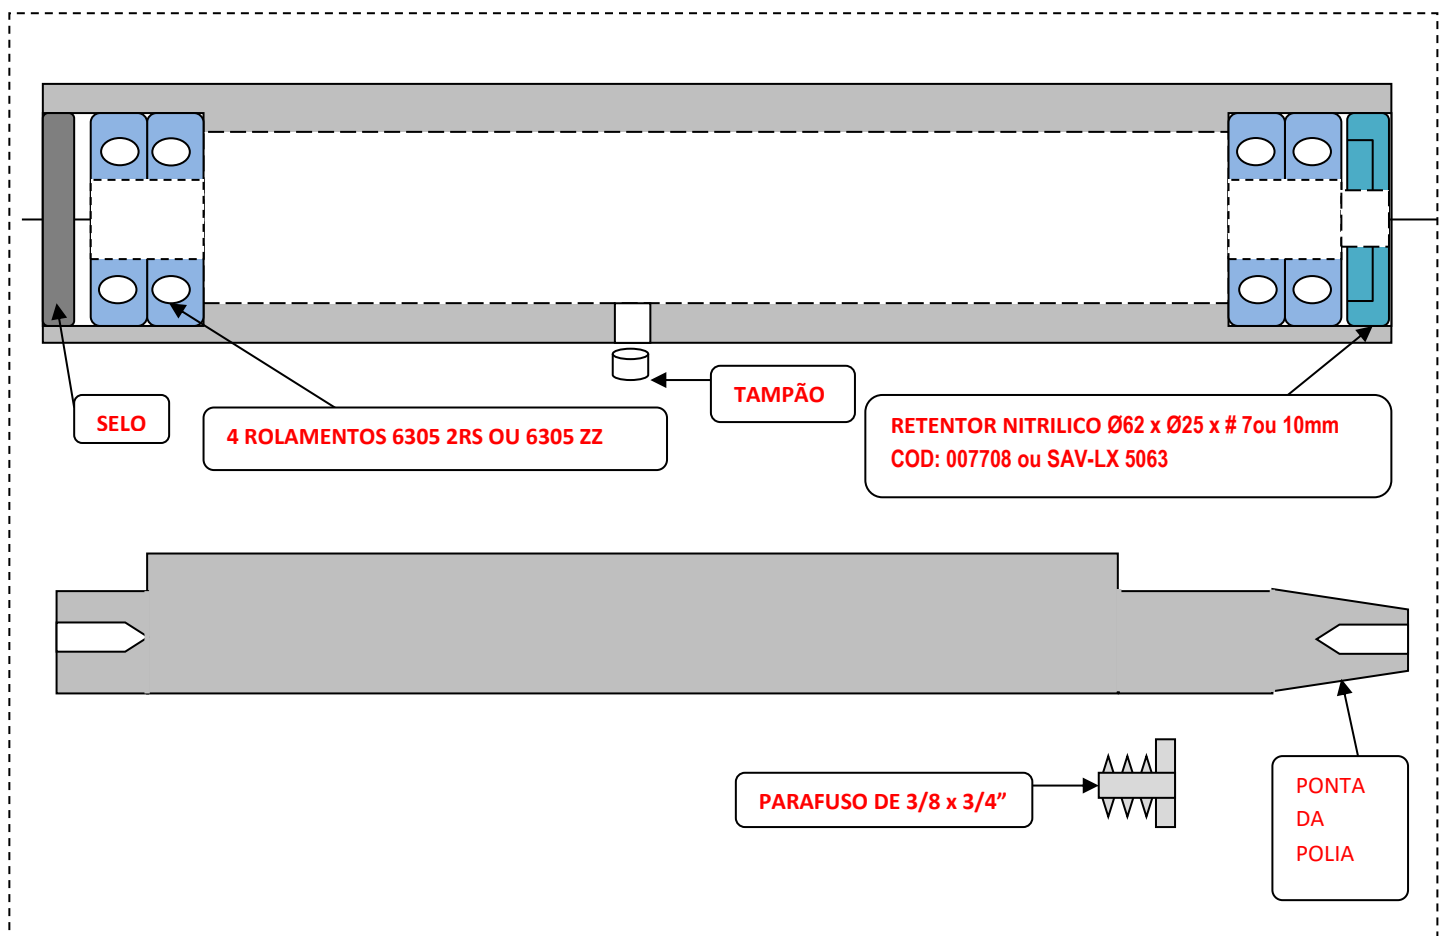 SELO
4 ROLAMENTOS 6305 2RS OU 6305 ZZ
TAMPÃO
RETENTOR NITRILICO Ø62 x Ø25 x # 7ou 10mm
COD: 007708 ou SAV-LX 5063
PARAFUSO DE 3/8 x 3/4”
PONTA
DA
POLIA